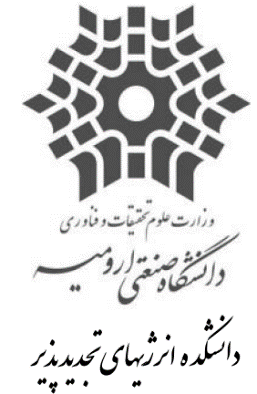 وزارت علوم تحقیقات و فناوری
دانشگاه صنعتی ارومیه
دانشکده انرژیهای تجدیدپذیر